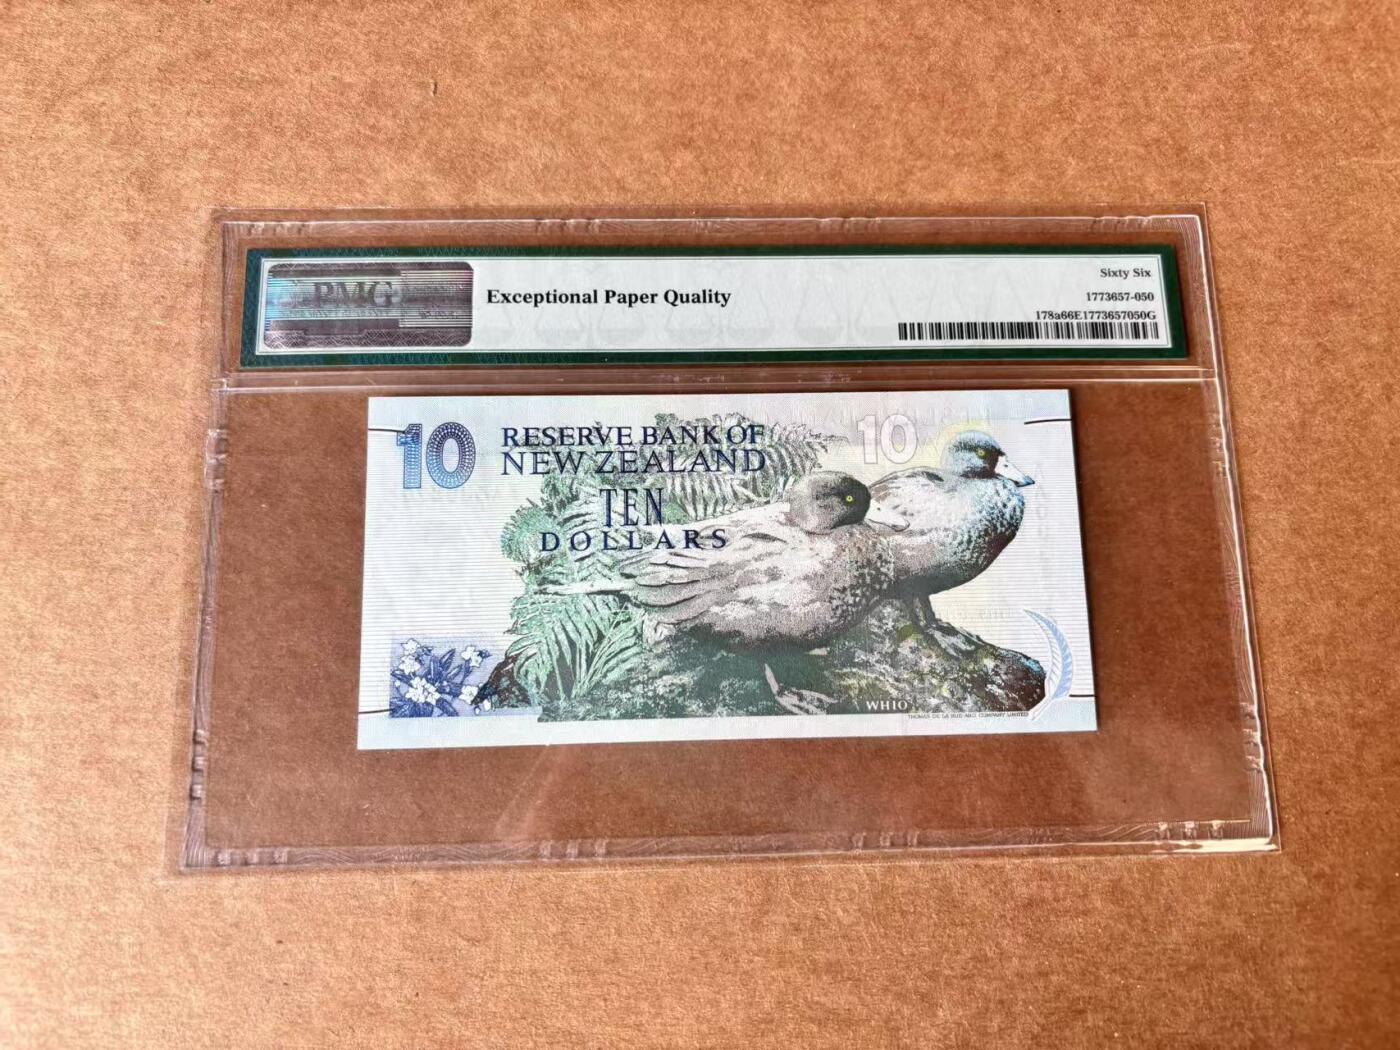 PMG
Exceptional Paper Quality
Sixty Six
1773657-050
178a66E1773657050G
10
RESERVE BANK OF
NEW ZEALAND
TEN
DOLLARS
10
WHIO
THOMAS DE LA RUE AND COMPANY LIMITED